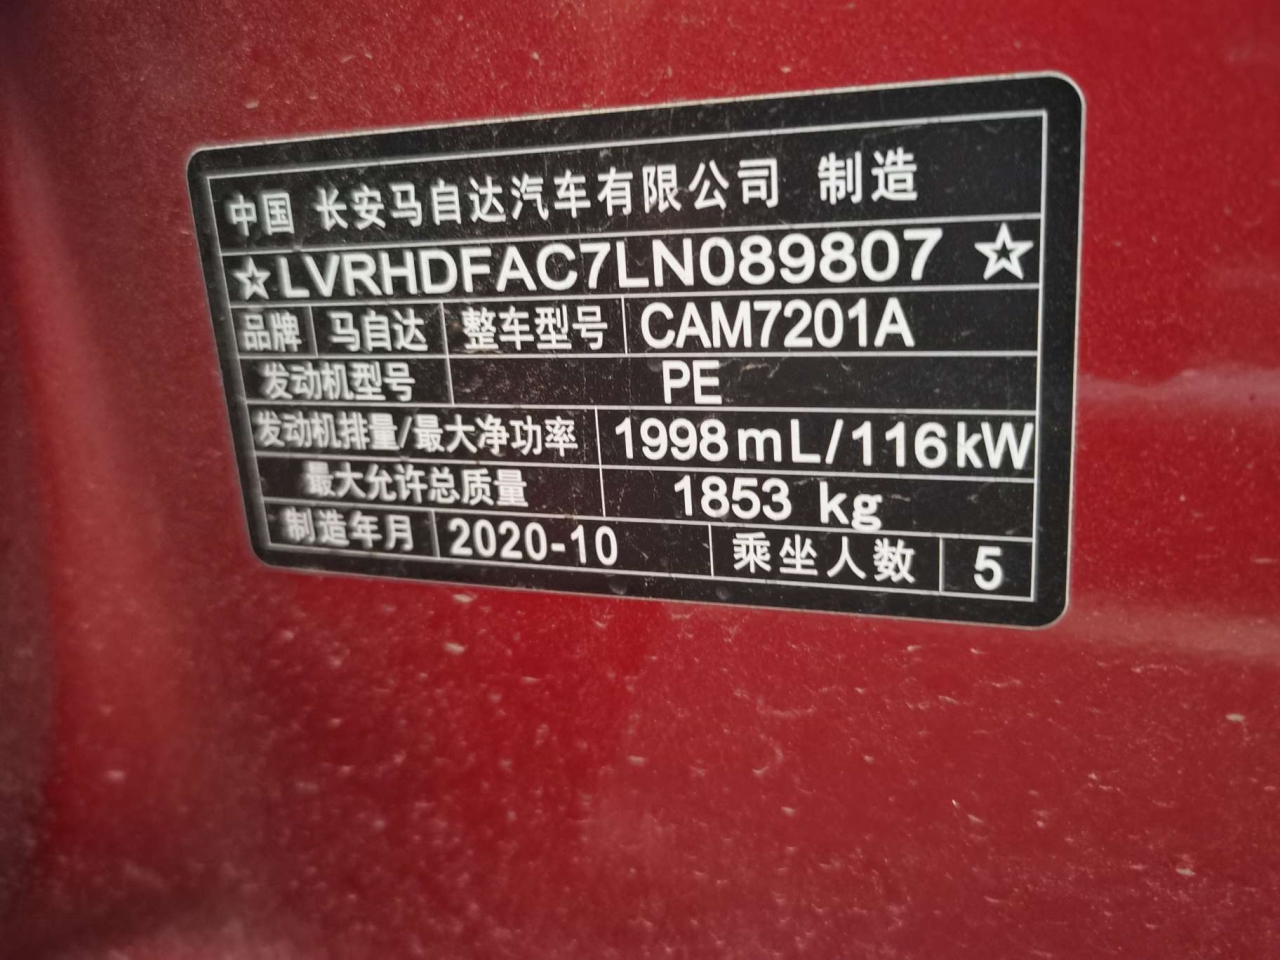 中国 长安马自达汽车有限公司 制造
☆LVRHDFAC7LN089807☆
品牌 马自达 整车型号 CAM7201A
发动机型号 PE
发动机排量/最大净功率 1998mL/116kW
最大允许总质量 1853 kg
制造年月 2020-10 乘坐人数 5